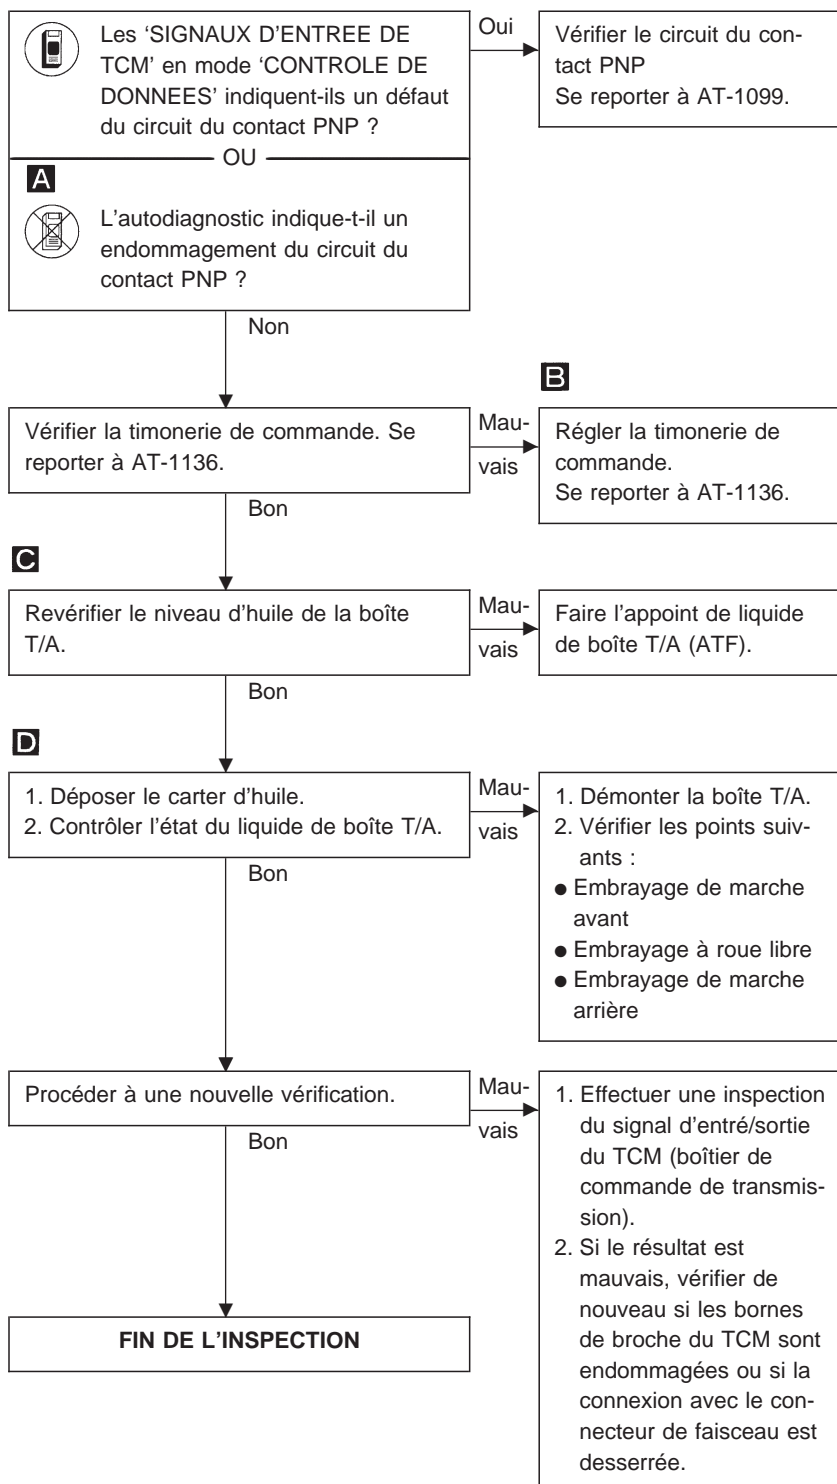 Les 'SIGNAUX D'ENTREE DE
TCM' en mode 'CONTROLE DE
DONNEES' indiquent-ils un défaut
du circuit du contact PNP ?
Oui
Vérifier le circuit du con-
tact PNP
Se reporter à AT-1099.
OU
A
L'autodiagnostic indique-t-il un
endommagement du circuit du
contact PNP ?
Non
Vérifier la timonerie de commande. Se
reporter à AT-1136.
Mau-
vais
B
Régler la timonerie de
commande.
Se reporter à AT-1136.
Bon
C
Revérifier le niveau d'huile de la boîte
T/A.
Mau-
vais
Faire l'appoint de liquide
de boîte T/A (ATF).
Bon
D
1. Déposer le carter d'huile.
2. Contrôler l'état du liquide de boîte T/A.
Mau-
vais
1. Démonter la boîte T/A.
2. Vérifier les points suiv-
ants :
● Embrayage de marche
avant
● Embrayage à roue libre
● Embrayage de marche
arrière
Bon
Procéder à une nouvelle vérification.
Mau-
vais
1. Effectuer une inspection
du signal d'entré/sortie
du TCM (boîtier de
commande de transmis-
sion).
2. Si le résultat est
mauvais, vérifier de
nouveau si les bornes
de broche du TCM sont
endommagées ou si la
connexion avec le con-
necteur de faisceau est
desserrée.
Bon
FIN DE L'INSPECTION